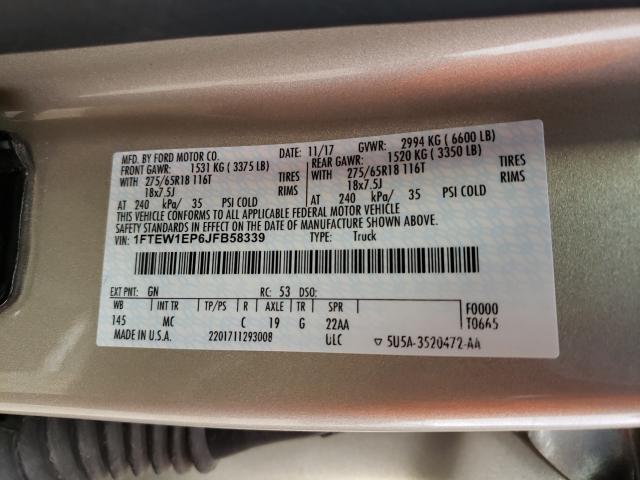 MFD. BY FORD MOTOR CO. DATE: 11/17 GVWR: 2994 KG ( 6600 LB)
FRONT GAWR: 1531 KG ( 3375 LB) REAR GAWR: 1520 KG ( 3350 LB)
WITH 275/65R18 116T TIRES WITH 275/65R18 116T TIRES
18x7.5J RIMS 18x7.5J RIMS
AT 240 kPa/ 35 PSI COLD AT 240 kPa/ 35 PSI COLD
THIS VEHICLE CONFORMS TO ALL APPLICABLE FEDERAL MOTOR VEHICLE
SAFETY STANDARDS IN EFFECT ON THE DATE OF MANUFACTURE SHOWN ABOVE.
VIN: 1FTEW1EP6JFB58339 TYPE: Truck
EXT PNT: GN RC: 53 DSO:
WB INT TR TP/PS R AXLE TR SPR F0000
145 MC C 19 G 22AA T0665
MADE IN U.S.A. 2201711293008 ULC ▽ 5U5A-3520472-AA